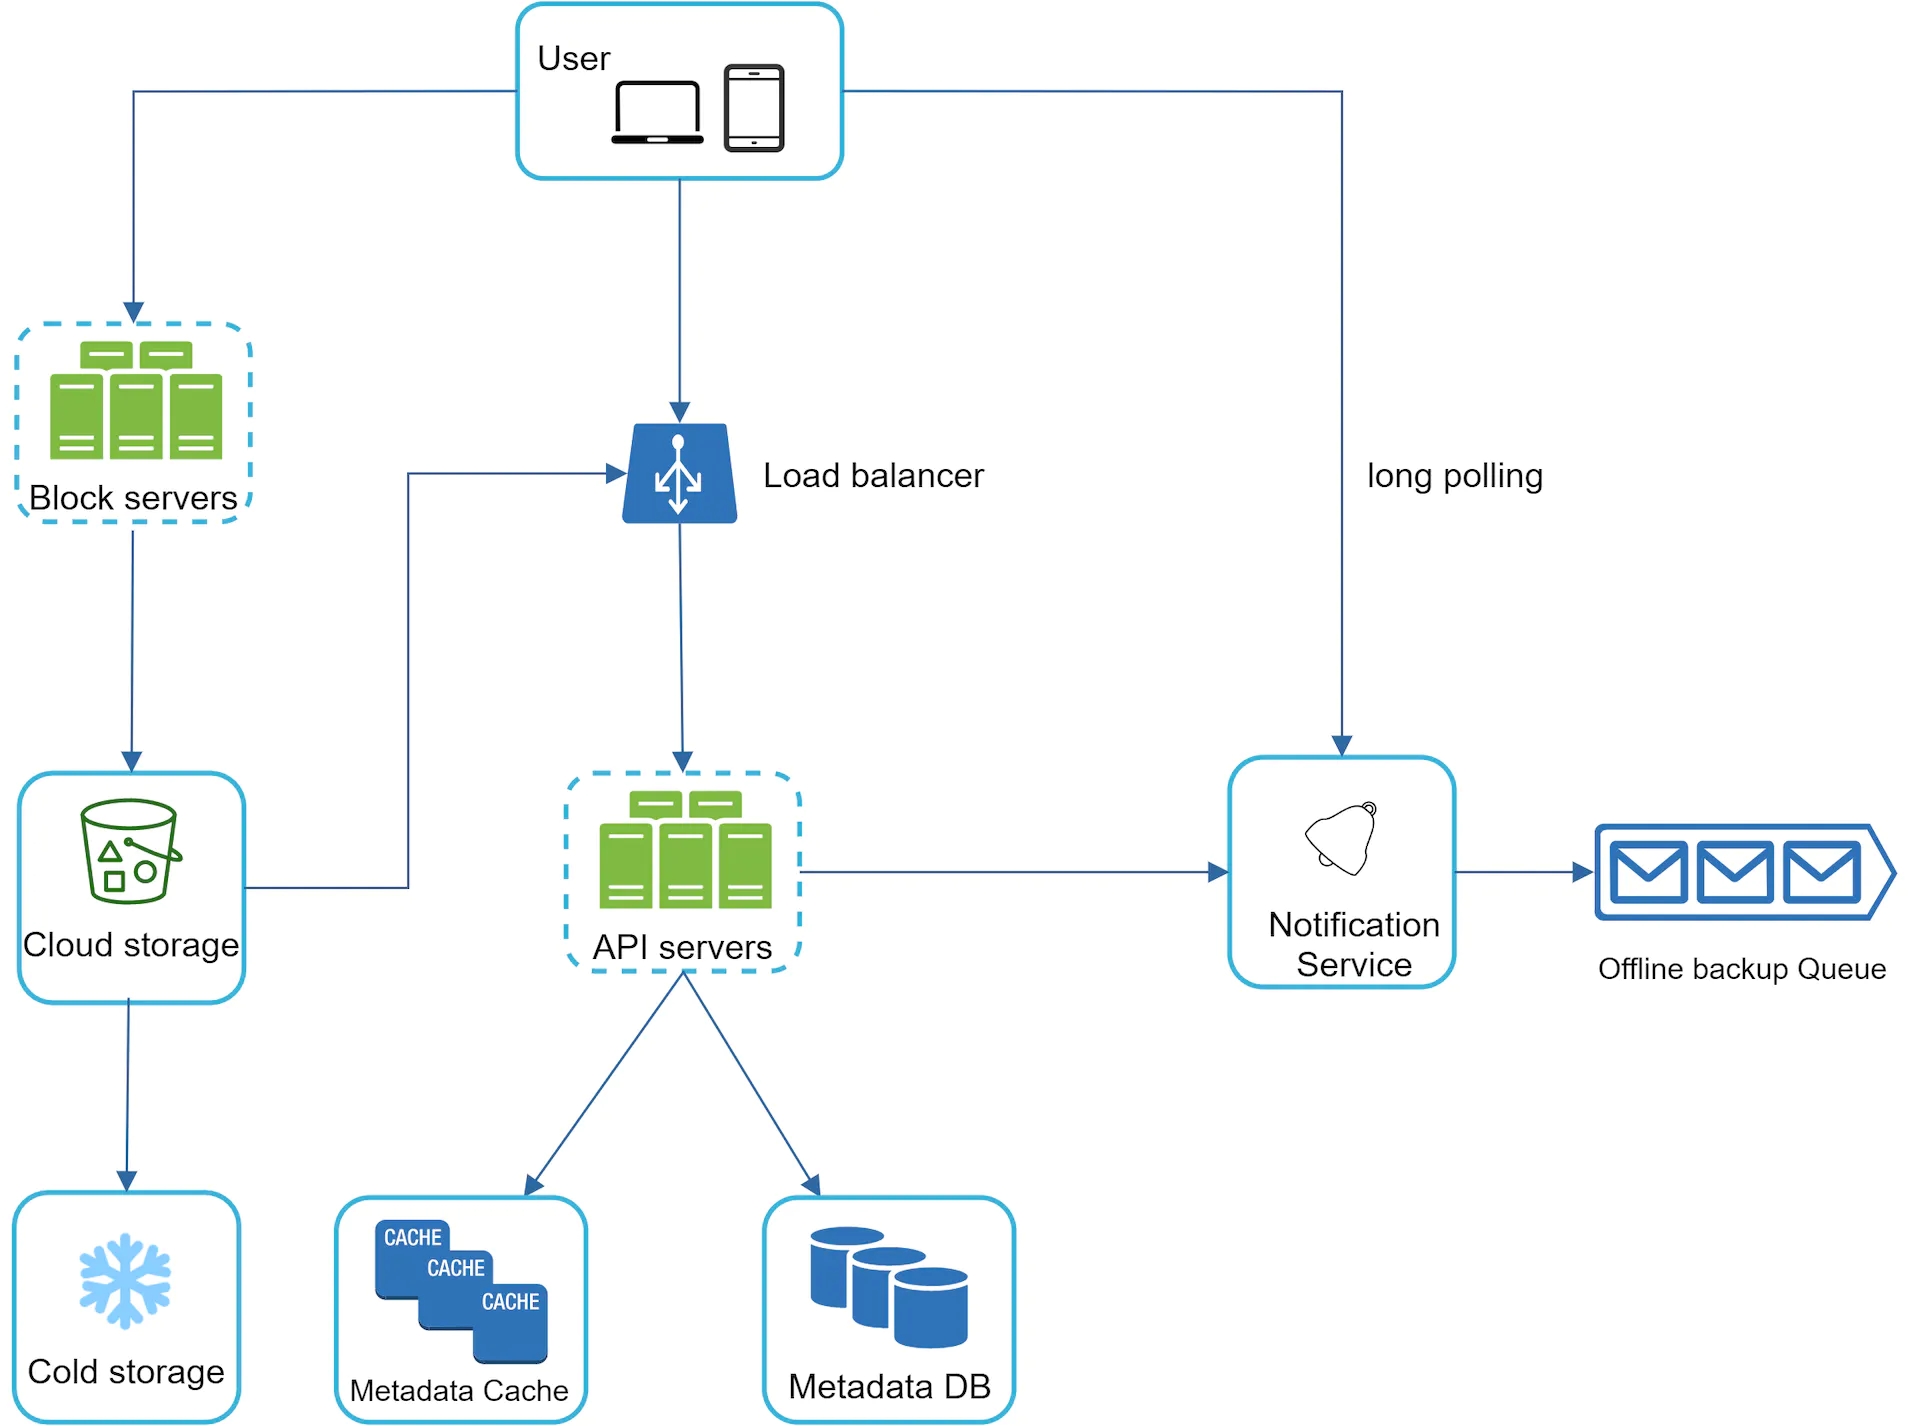 User
Block servers
Load balancer
long polling
Cloud storage
API servers
Notification
Service
Offline backup Queue
Cold storage
CACHE
CACHE
CACHE
Metadata Cache
Metadata DB